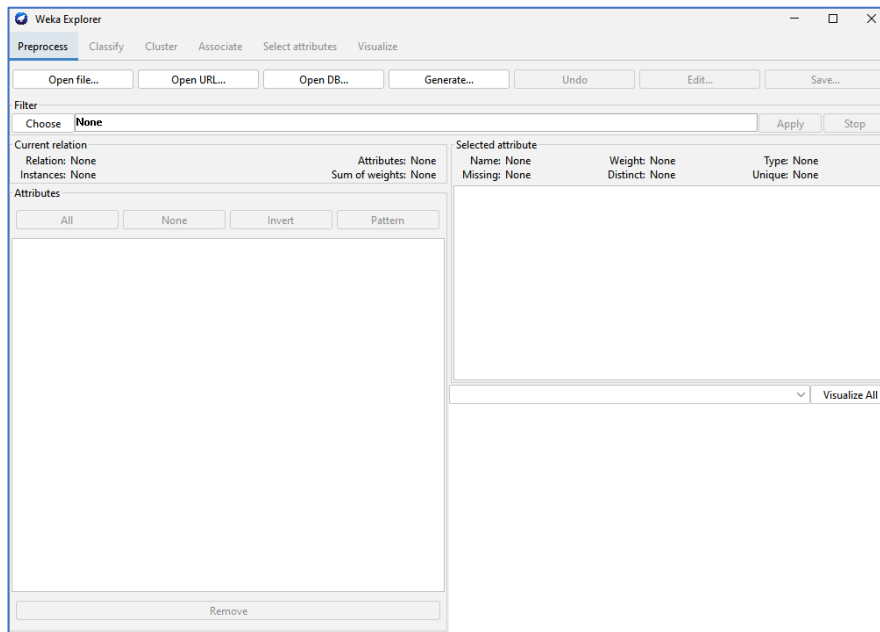 Weka Explorer
Preprocess Classify Cluster Associate Select attributes Visualize
Open file... Open URL... Open DB... Generate... Undo Edit... Save...
Filter
Choose None Apply Stop
Current relation
Relation: None Attributes: None
Instances: None Sum of weights: None
Selected attribute
Name: None Weight: None Type: None
Missing: None Distinct: None Unique: None
Attributes
All None Invert Pattern
Visualize All
Remove